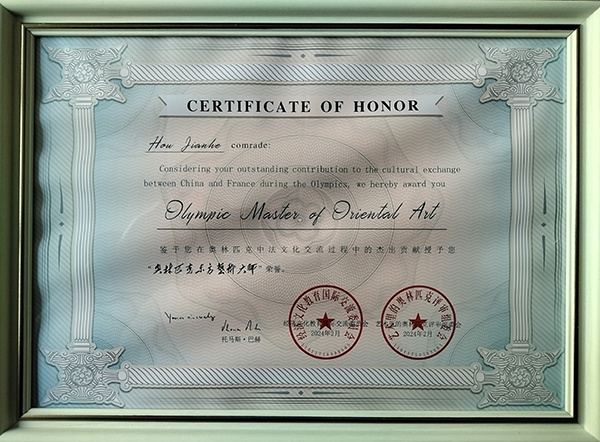 CERTIFICATE OF HONOR
Hou Jianhe comrade:
Considering your outstanding contribution to the cultural exchange
between China and France during the Olympics, we hereby award you
Olympic Master of Oriental Art
鉴于您在奥林匹克中法文化交流过程中的杰出贡献授予您
“奥林匹克东方艺术大师”荣誉。
Yours sincerely
托马斯·巴赫
2024年2月
2024年2月